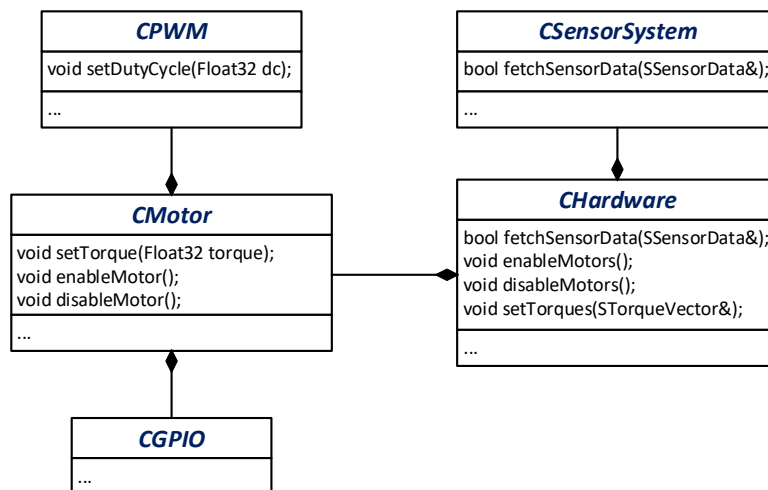 CPWM
void setDutyCycle(Float32 dc);
...
CSensorSystem
bool fetchSensorData(SSensorData&);
...
CMotor
void setTorque(Float32 torque);
void enableMotor();
void disableMotor();
...
CHardware
bool fetchSensorData(SSensorData&);
void enableMotors();
void disableMotors();
void setTorques(STorqueVector&);
...
CGPIO
...